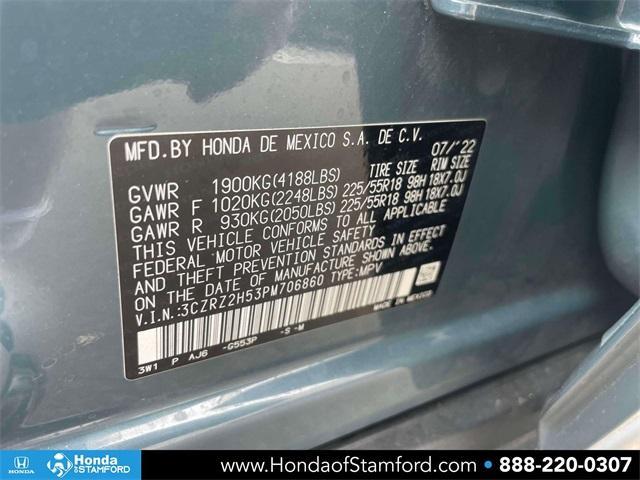 MFD.BY HONDA DE MEXICO S.A. DE C.V.
07/'22
TIRE SIZE RIM SIZE
GVWR 1900KG(4188LBS)
GAWR F 1020KG(2248LBS) 225/55R18 98H 18X7.0J
GAWR R 930KG(2050LBS) 225/55R18 98H 18X7.0J
THIS VEHICLE CONFORMS TO ALL APPLICABLE
FEDERAL MOTOR VEHICLE SAFETY
AND THEFT PREVENTION STANDARDS IN EFFECT
ON THE DATE OF MANUFACTURE SHOWN ABOVE.
V.I.N.:3CZRZ2H53PM706860 TYPE:MPV
MADE IN MEXICO
3W1 P AJ6 -G553P -S -M
HONDA
Honda
OF STAMFORD
www.HondaofStamford.com • 888-220-0307